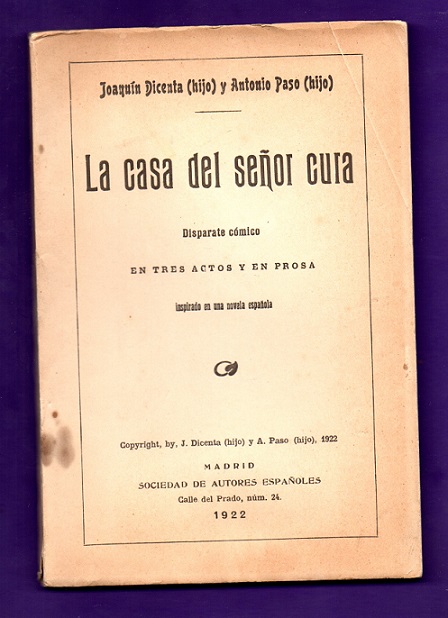 Joaquín Dicenta (hijo) y Antonio Paso (hijo)
La casa del señor cura
Disparate cómico
EN TRES ACTOS Y EN PROSA
inspirado en una novela española
Copyright, by, J. Dicenta (hijo) y A. Paso (hijo), 1922
MADRID
SOCIEDAD DE AUTORES ESPAÑOLES
Calle del Prado, núm. 24.
1922